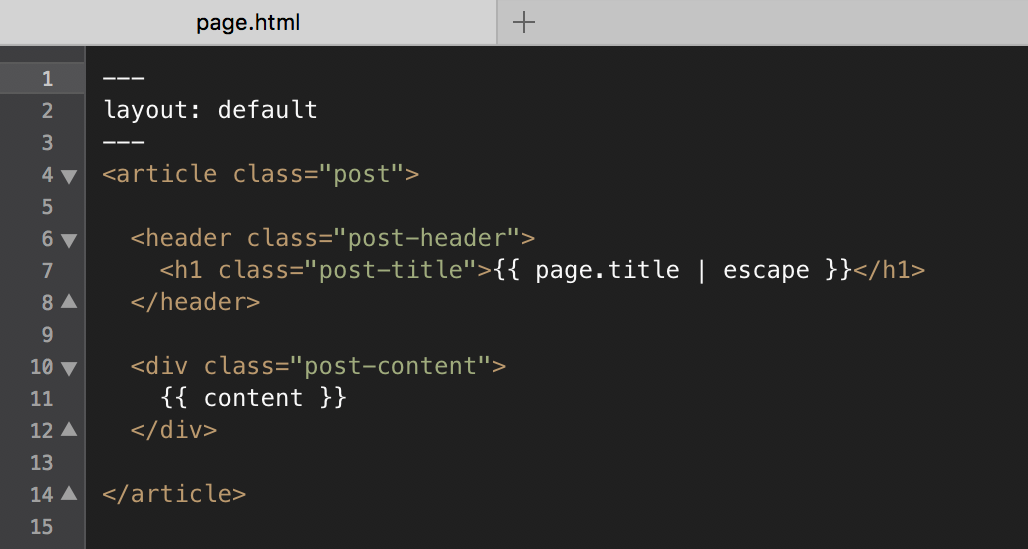 page.html
1 ---
2 layout: default
3 ---
4 <article class="post">
5
6   <header class="post-header">
7     <h1 class="post-title">{{ page.title | escape }}</h1>
8   </header>
9
10   <div class="post-content">
11     {{ content }}
12   </div>
13
14 </article>
15